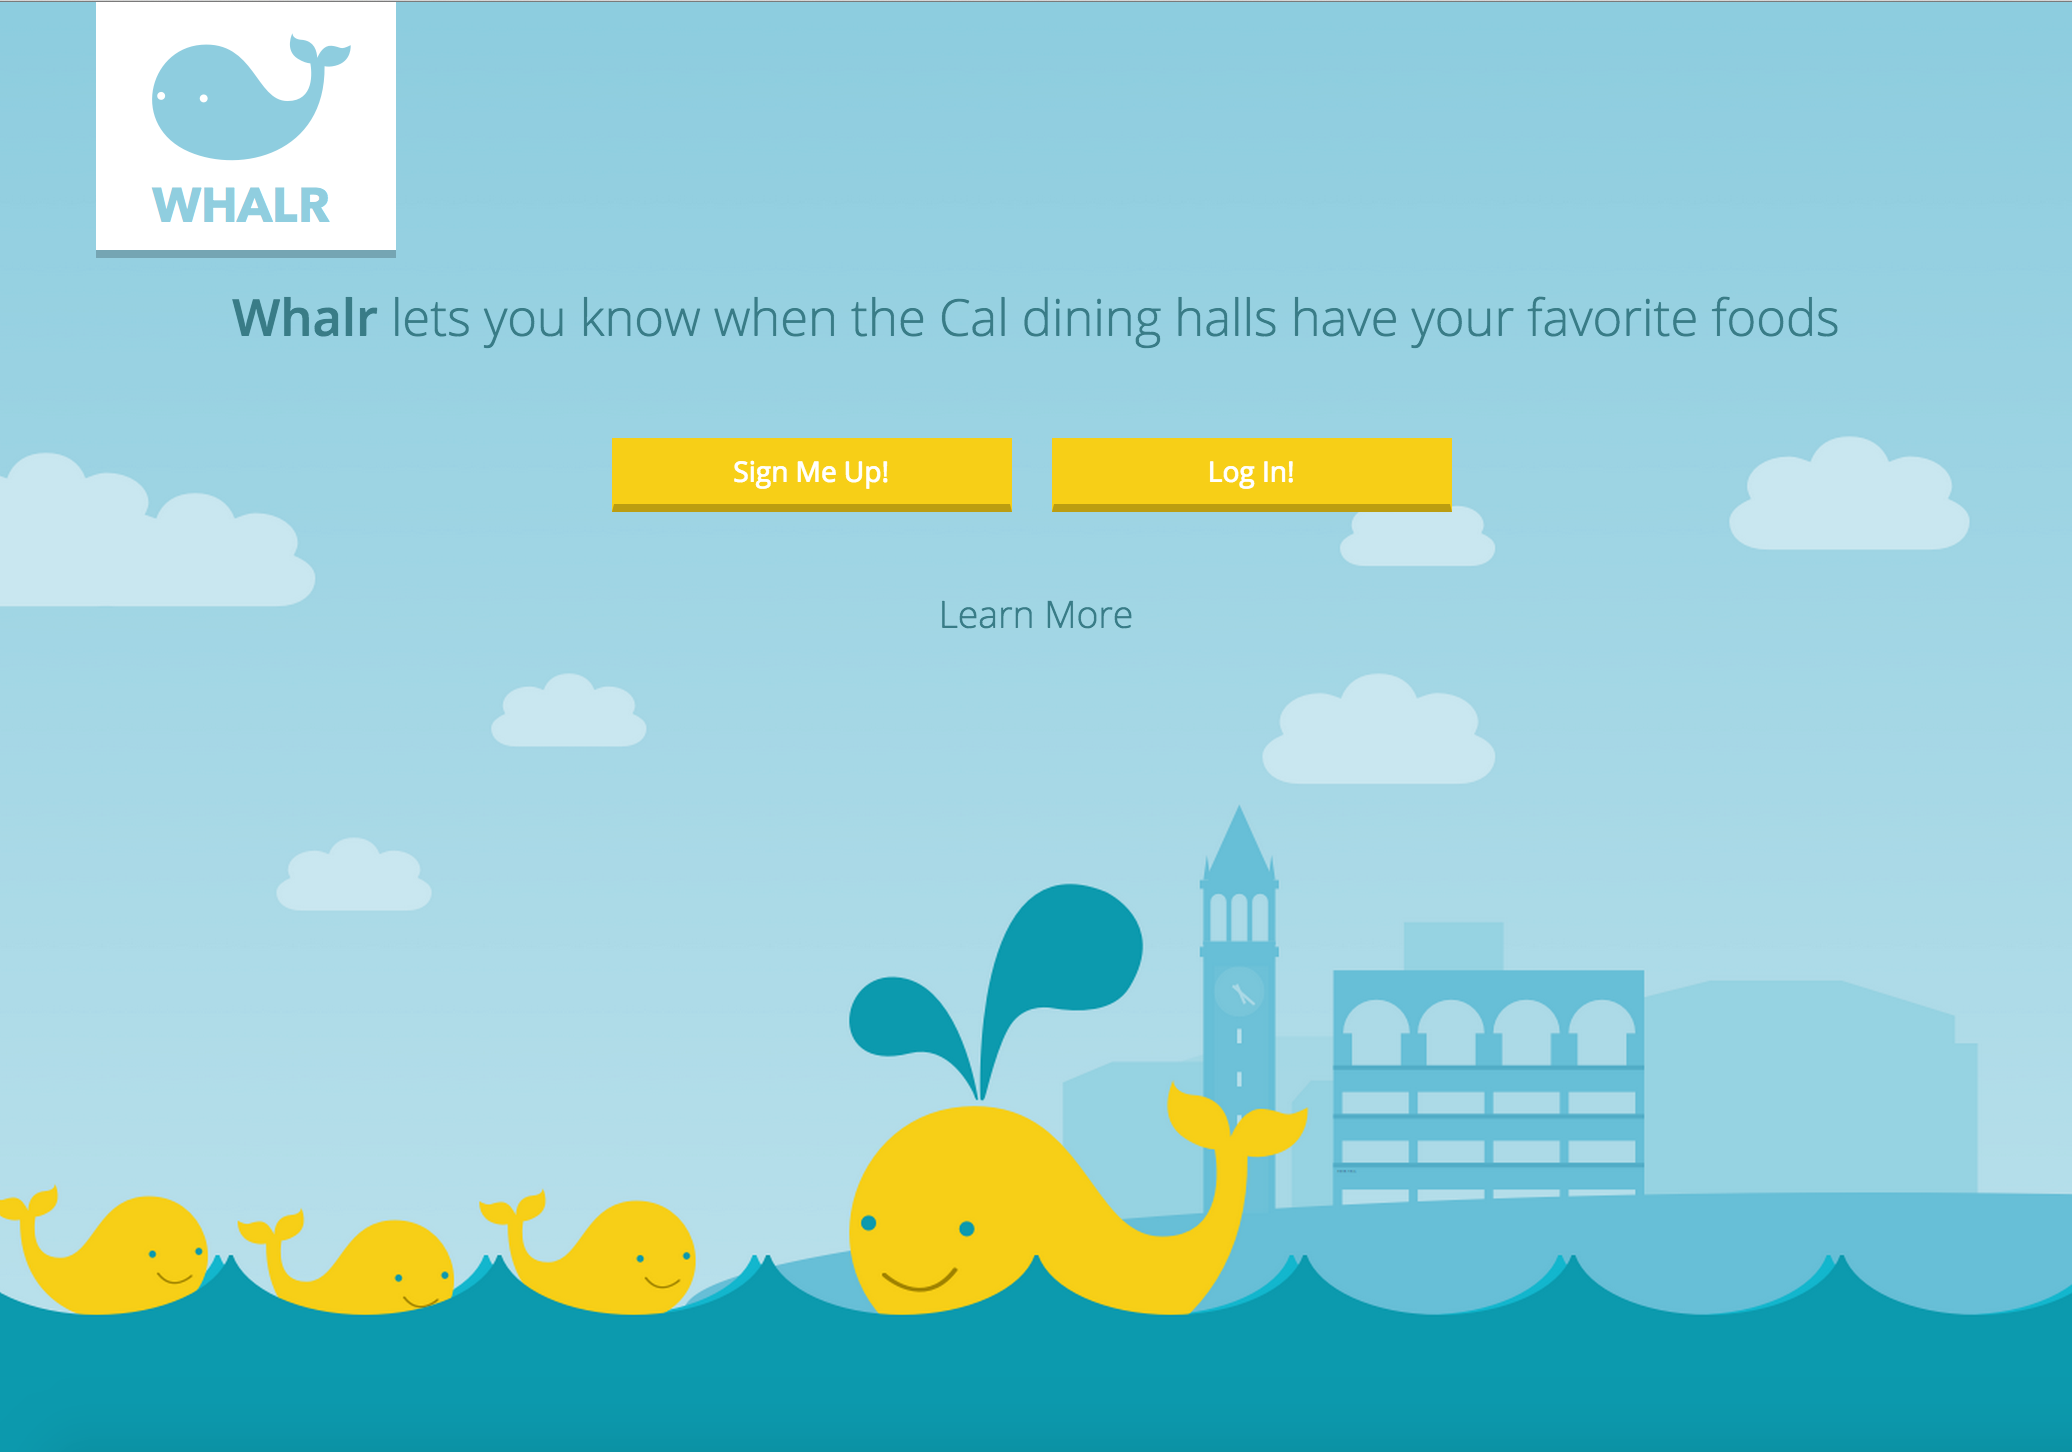 WHALR
Whalr lets you know when the Cal dining halls have your favorite foods
Sign Me Up!
Log In!
Learn More